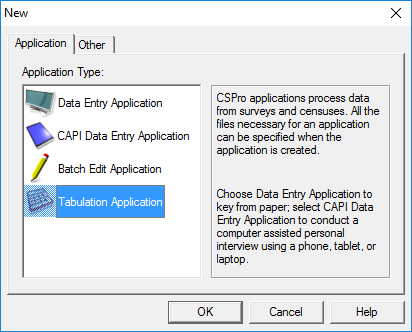 New
Application
Other
Application Type:
Data Entry Application
CAPI Data Entry Application
Batch Edit Application
Tabulation Application
CSPro applications process data
from surveys and censuses. All the
files necessary for an application
can be specified when the
application is created.
Choose Data Entry Application to
key from paper; select CAPI Data
Entry Application to conduct a
computer assisted personal
interview using a phone, tablet, or
laptop.
OK
Cancel
Help